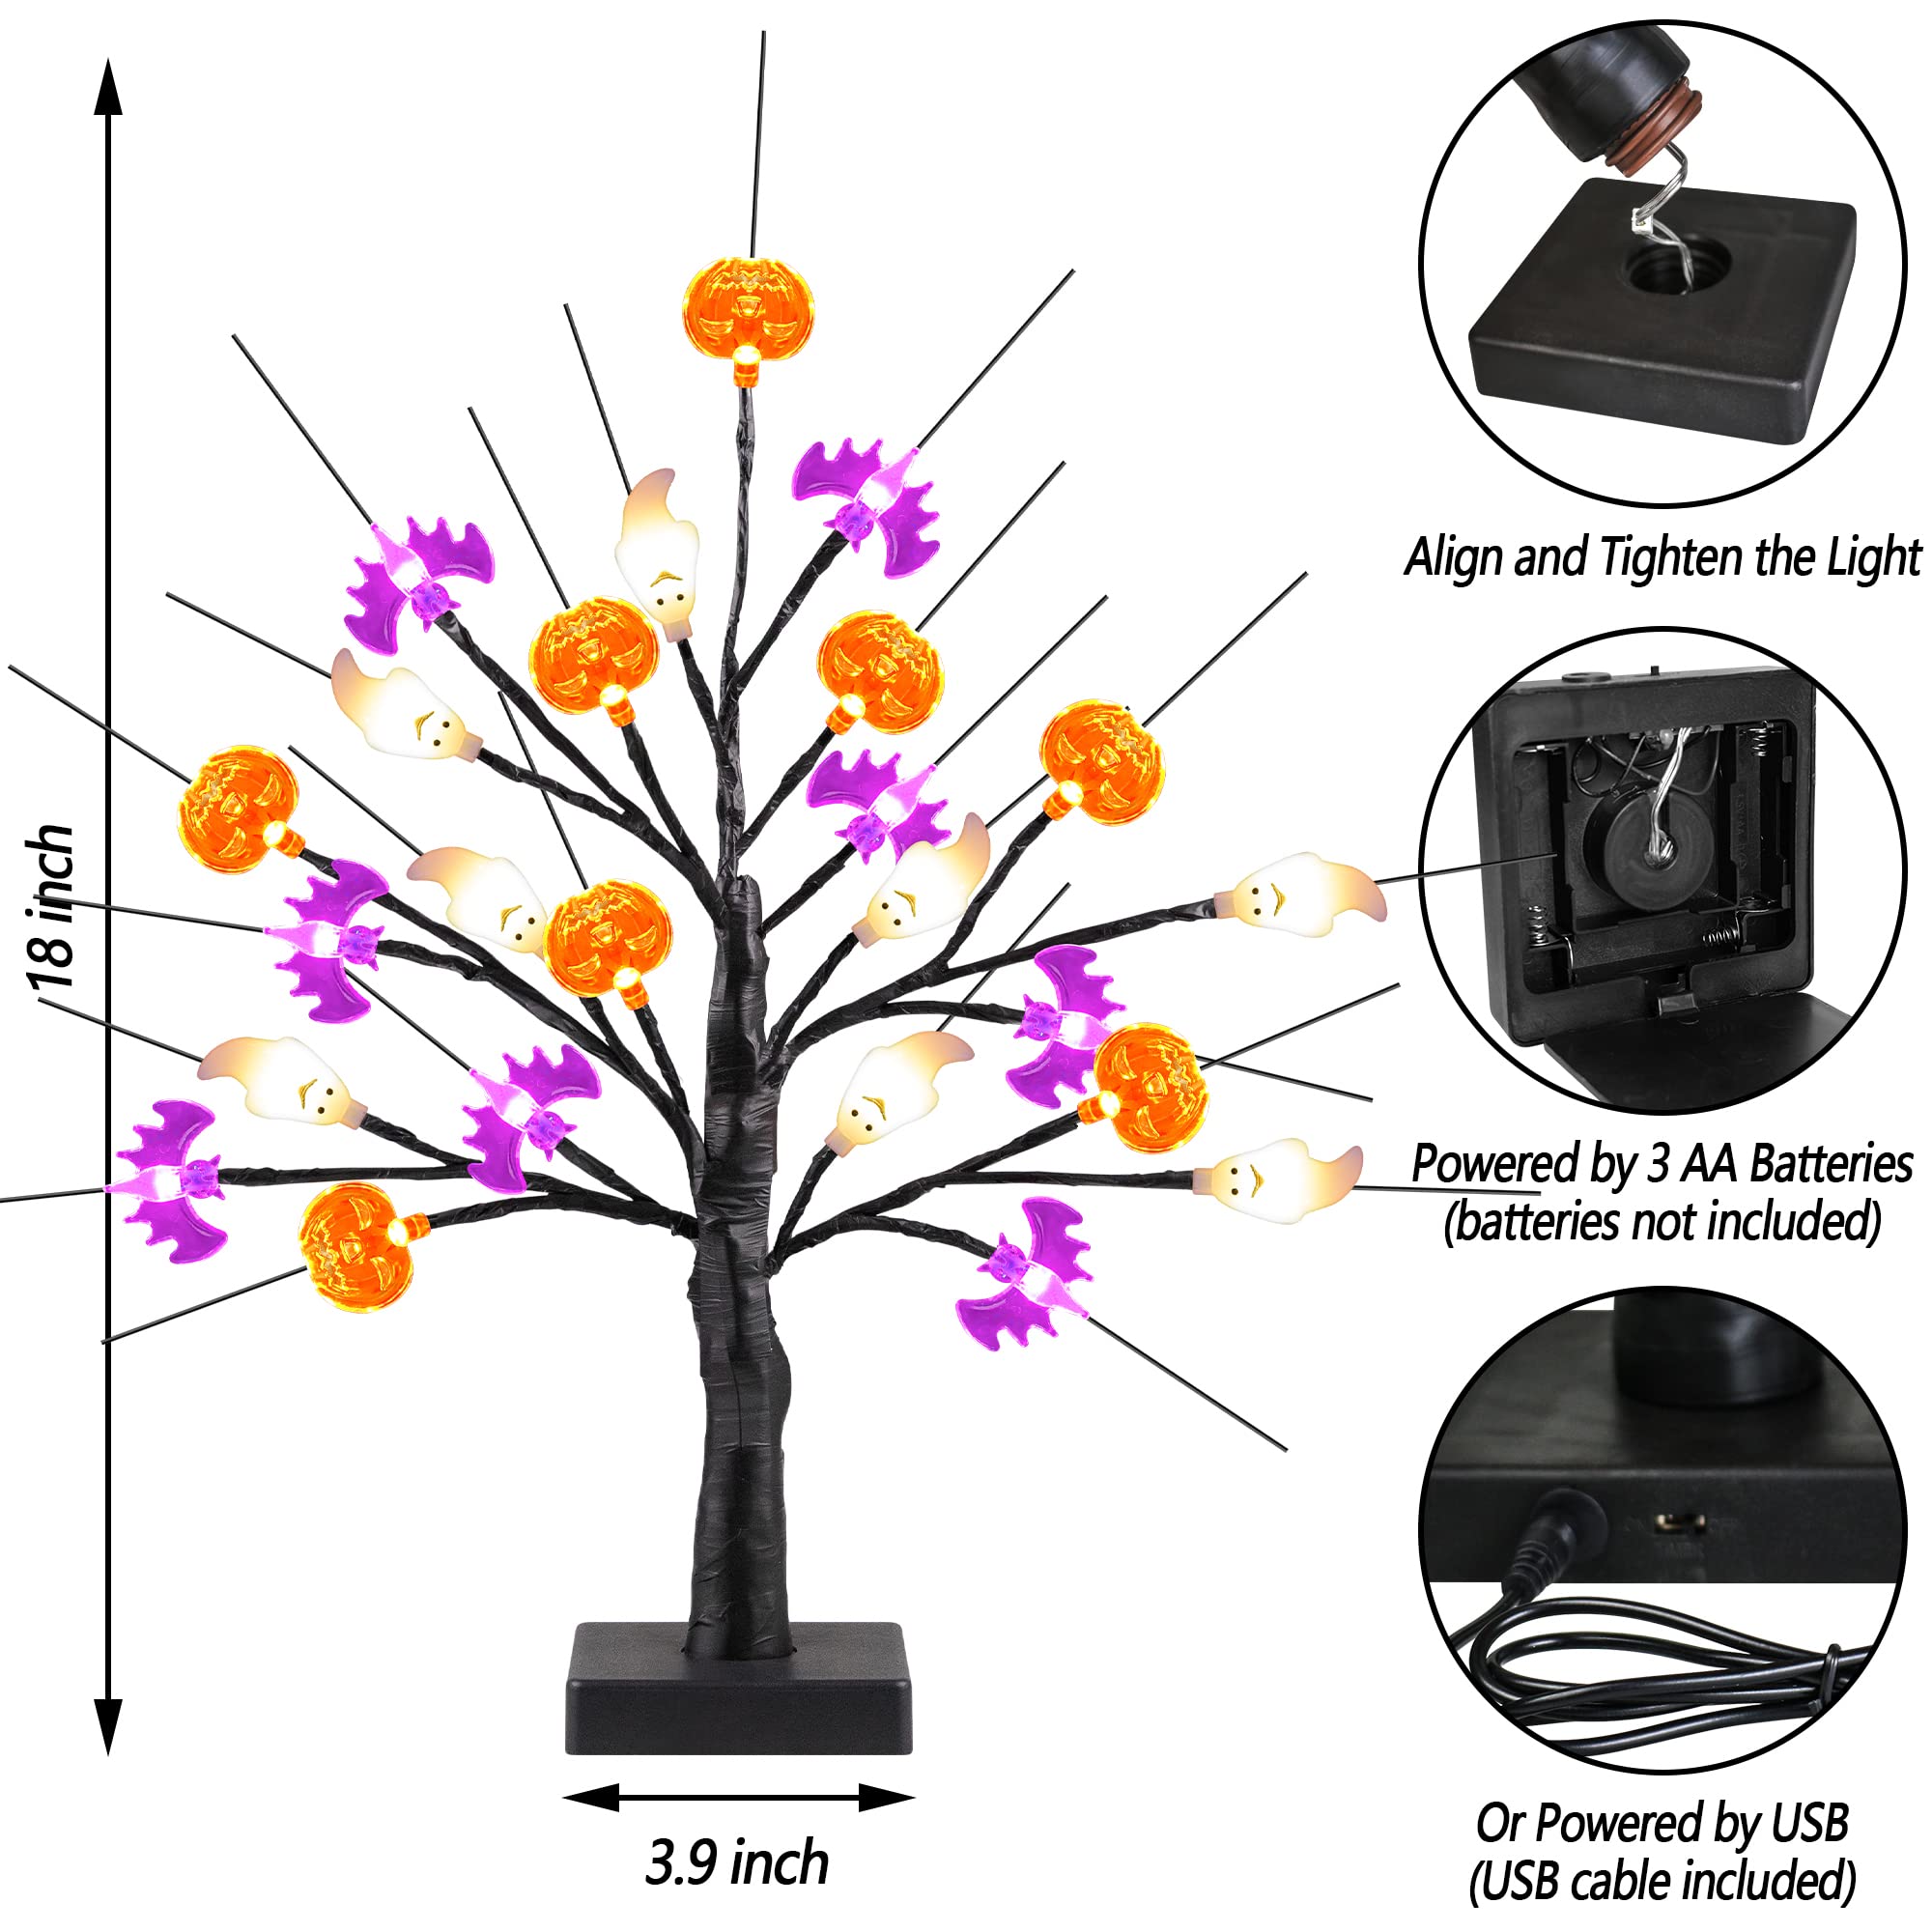 18 inch
3.9 inch
Align and Tighten the Light
Powered by 3 AA Batteries
(batteries not included)
Or Powered by USB
(USB cable included)